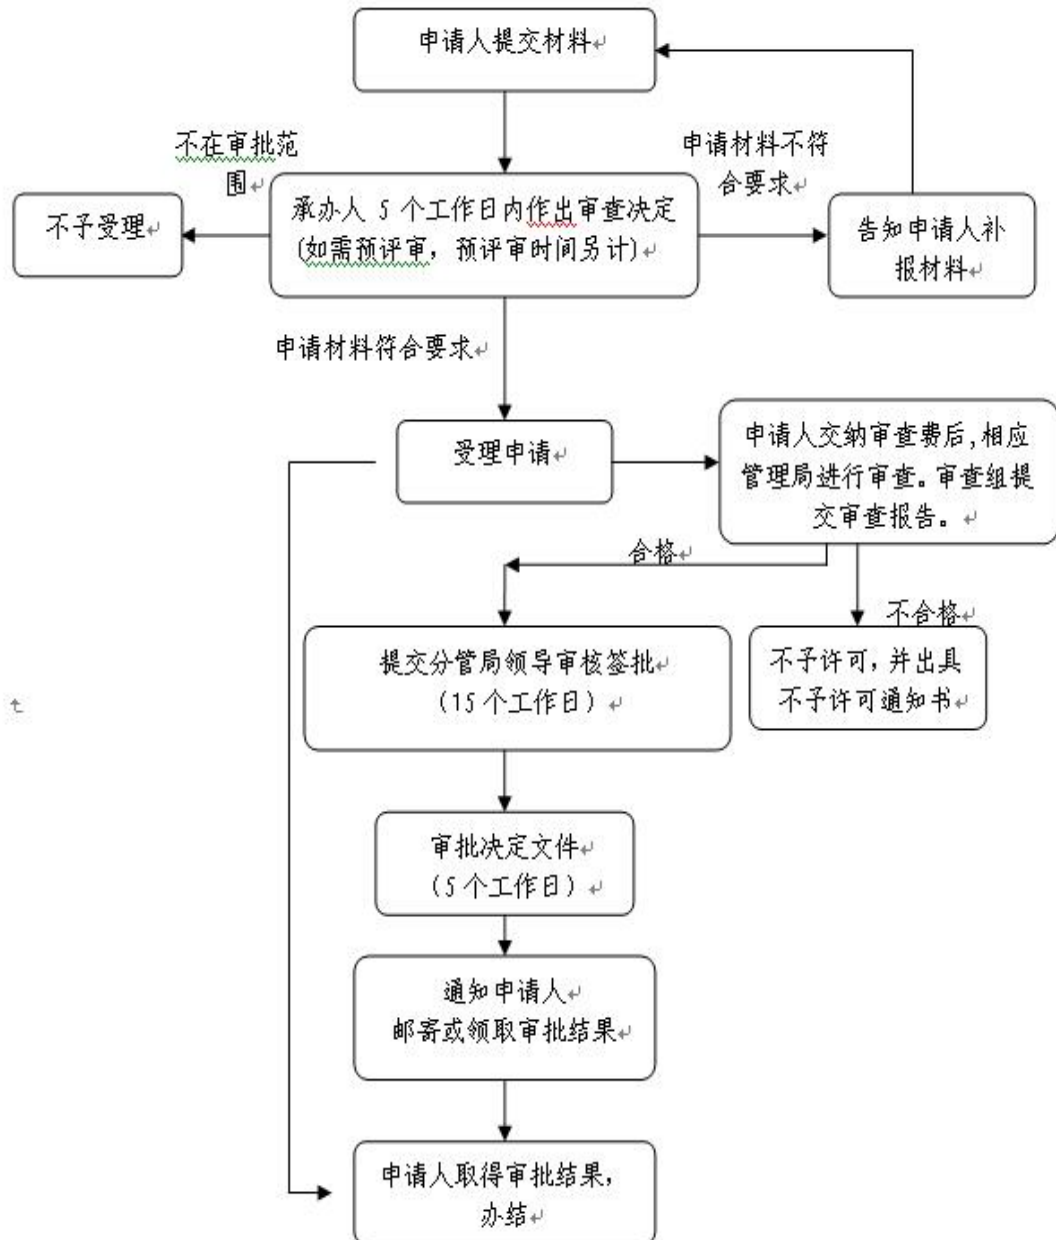 申请人提交材料
不在审批范
围
申请材料不符
合要求
不予受理
承办人 5 个工作日内作出审查决定
(如需预评审，预评审时间另计)
告知申请人补
报材料
申请材料符合要求
受理申请
申请人交纳审查费后,相应
管理局进行审查。审查组提
交审查报告。
合格
不合格
提交分管局领导审核签批
（15 个工作日）
不予许可，并出具
不予许可通知书
审批决定文件
（5 个工作日）
通知申请人
邮寄或领取审批结果
申请人取得审批结果，
办结